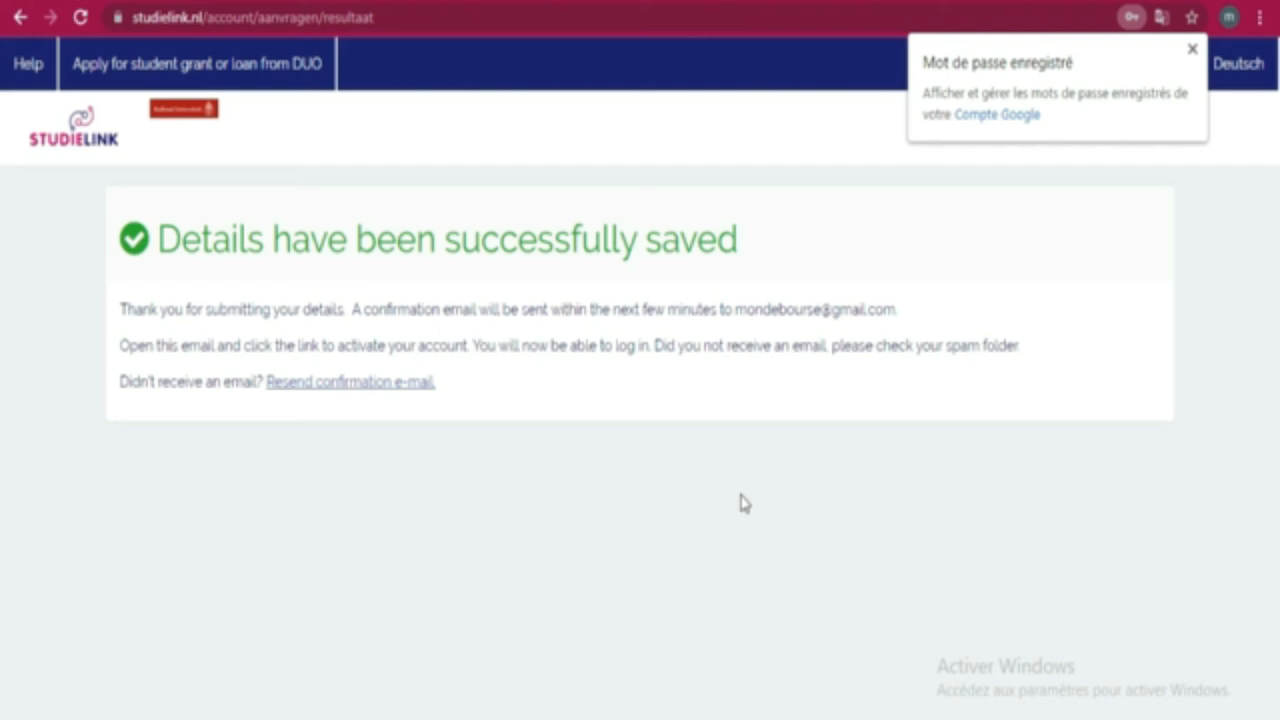 studielink.nl/account/aanvragen/resultaat
m
Help
Apply for student grant or loan from DUO
Deutsch
Mot de passe enregistré
Afficher et gérer les mots de passe enregistrés de
votre Compte Google
STUDIELINK
Details have been successfully saved
Thank you for submitting your details. A confirmation email will be sent within the next few minutes to mondebourse@gmail.com.
Open this email and click the link to activate your account. You will now be able to log in. Did you not receive an email, please check your spam folder.
Didn't receive an email? Resend confirmation e-mail.
Activer Windows
Accédez aux paramètres pour activer Windows.